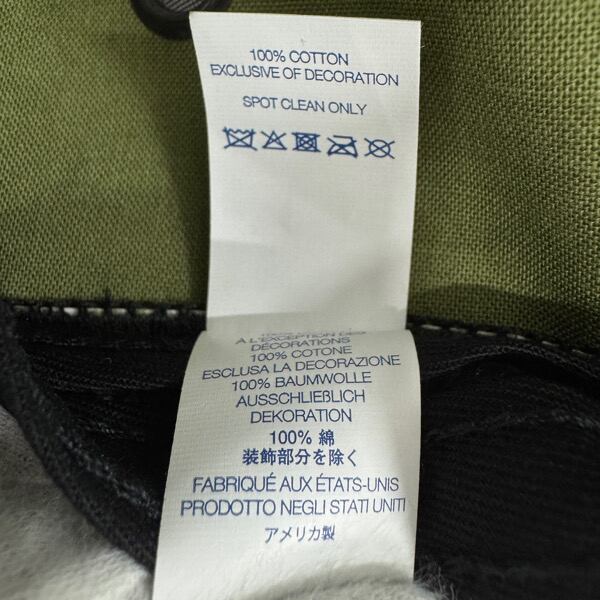 100% COTTON
EXCLUSIVE OF DECORATION
SPOT CLEAN ONLY
À L'EXCEPTION DES
DÉCORATIONS
100% COTONE
ESCLUSA LA DECORAZIONE
100% BAUMWOLLE
AUSSCHLIEßLICH
DEKORATION
100% 綿
装飾部分を除く
FABRIQUÉ AUX ÉTATS-UNIS
PRODOTTO NEGLI STATI UNITI
アメリカ製